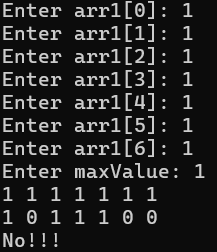 Enter arr1[0]: 1
Enter arr1[1]: 1
Enter arr1[2]: 1
Enter arr1[3]: 1
Enter arr1[4]: 1
Enter arr1[5]: 1
Enter arr1[6]: 1
Enter maxValue: 1
1 1 1 1 1 1 1
1 0 1 1 1 0 0
No!!!